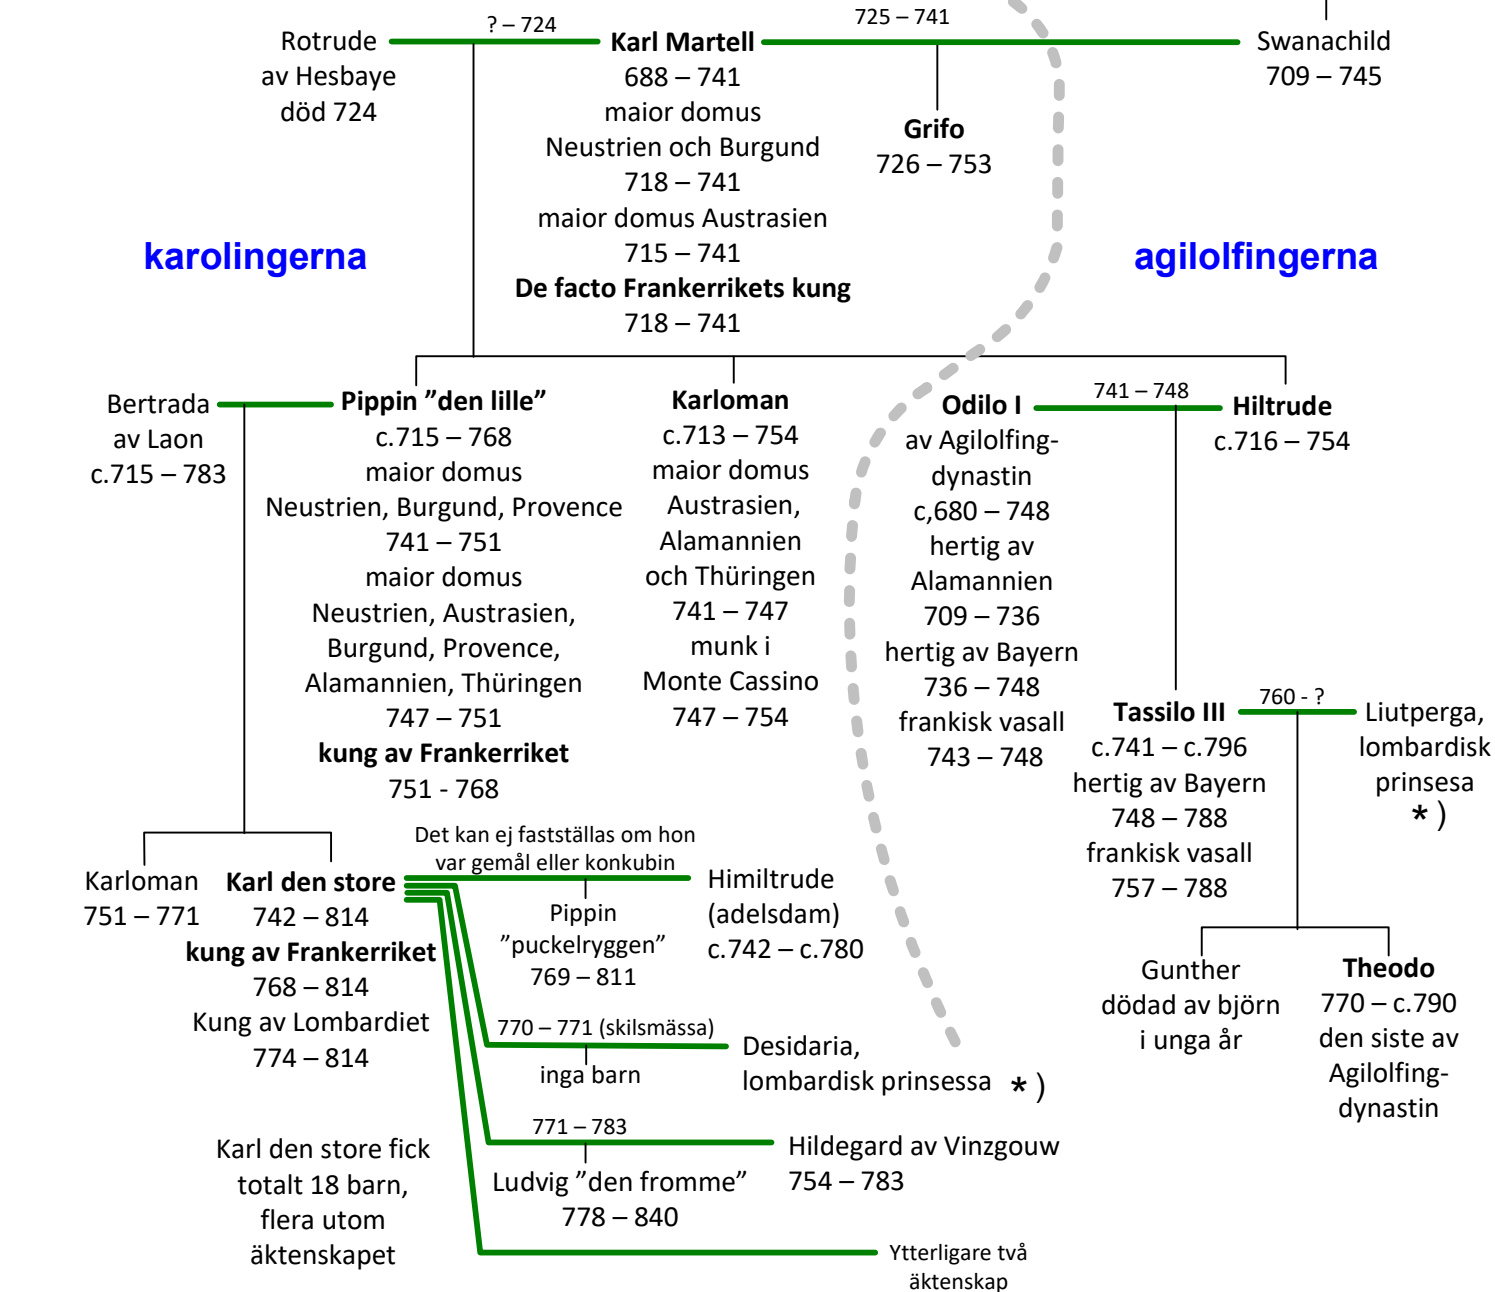 Rotrude
av Hesbaye
död 724
? – 724
Karl Martell
688 – 741
maior domus
Neustrien och Burgund
718 – 741
maior domus Austrasien
715 – 741
De facto Frankerrikets kung
718 – 741
725 – 741
Grifo
726 – 753
Swanachild
709 – 745
karolingerna
agilolfingerna
Bertrada
av Laon
c.715 – 783
Pippin ”den lille”
c.715 – 768
maior domus
Neustrien, Burgund, Provence
741 – 751
maior domus
Neustrien, Austrasien,
Burgund, Provence,
Alamannien, Thüringen
747 – 751
kung av Frankerriket
751 - 768
Karloman
c.713 – 754
maior domus
Austrasien,
Alamannien
och Thüringen
741 – 747
munk i
Monte Cassino
747 – 754
Odilo I
av Agilolfing-
dynastin
c,680 – 748
hertig av
Alamannien
709 – 736
hertig av Bayern
736 – 748
frankisk vasall
743 – 748
741 – 748
Hiltrude
c.716 – 754
Tassilo III
c.741 – c.796
hertig av Bayern
748 – 788
frankisk vasall
757 – 788
760 - ?
Liutperga,
lombardisk
prinsesa
* )
Karloman
751 – 771
Karl den store
742 – 814
kung av Frankerriket
768 – 814
Kung av Lombardiet
774 – 814
Det kan ej fastställas om hon
var gemål eller konkubin
Pippin
”puckelryggen”
769 – 811
Himiltrude
(adelsdam)
c.742 – c.780
770 – 771 (skilsmässa)
inga barn
Desidaria,
lombardisk prinsessa * )
Gunther
dödad av björn
i unga år
Theodo
770 – c.790
den siste av
Agilolfing-
dynastin
771 – 783
Ludvig ”den fromme”
778 – 840
Hildegard av Vinzgouw
754 – 783
Karl den store fick
totalt 18 barn,
flera utom
äktenskapet
Ytterligare två
äktenskap